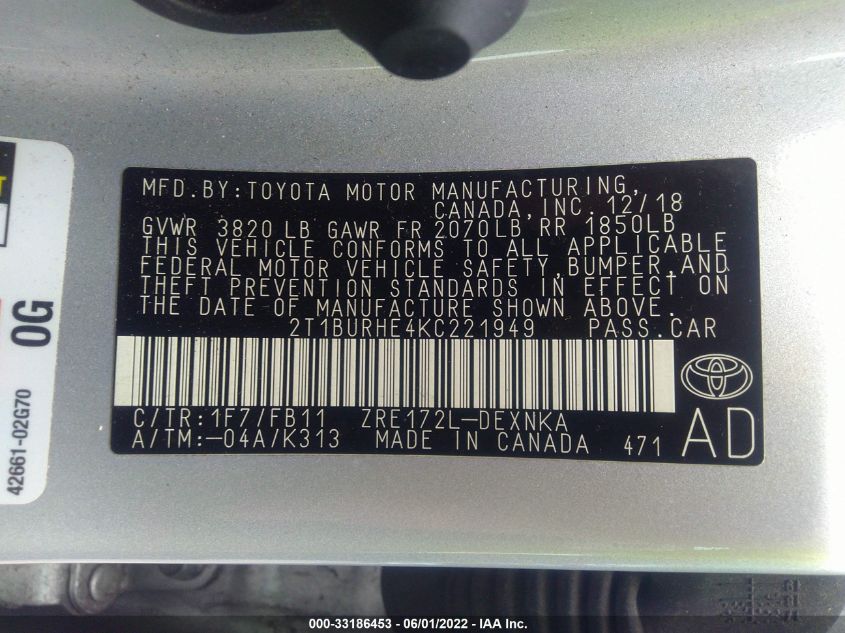 MFD.BY:TOYOTA MOTOR MANUFACTURING,
CANADA,INC. 12/18
GVWR 3820 LB GAWR FR 2070LB RR 1850LB
THIS VEHICLE CONFORMS TO ALL APPLICABLE
FEDERAL MOTOR VEHICLE SAFETY,BUMPER,AND
THEFT PREVENTION STANDARDS IN EFFECT ON
THE DATE OF MANUFACTURE SHOWN ABOVE.
2T1BURHE4KC221949 PASS.CAR
C/TR:1F7/FB11 ZRE172L-DEXNKA
A/TM:-04A/K313 MADE IN CANADA 471
AD
0G
42661-02G70
000-33186453 - 06/01/2022 - IAA Inc.